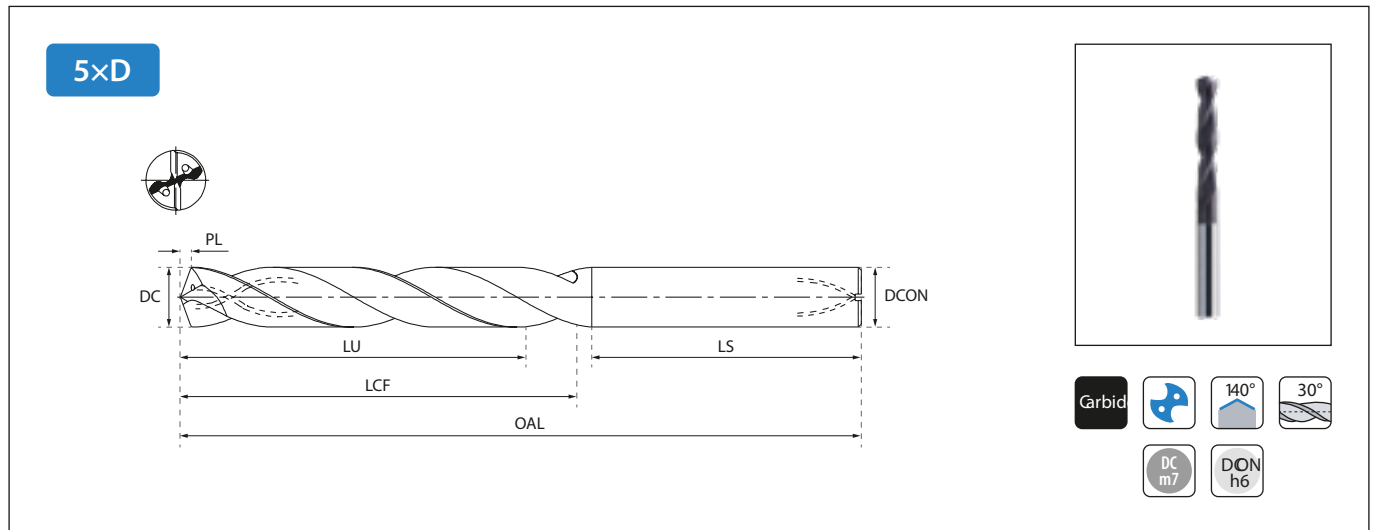 5×D
PL
DC
DCON
LU
LS
LCF
OAL
Carbid
140°
30°
DC
m7
DCON
h6